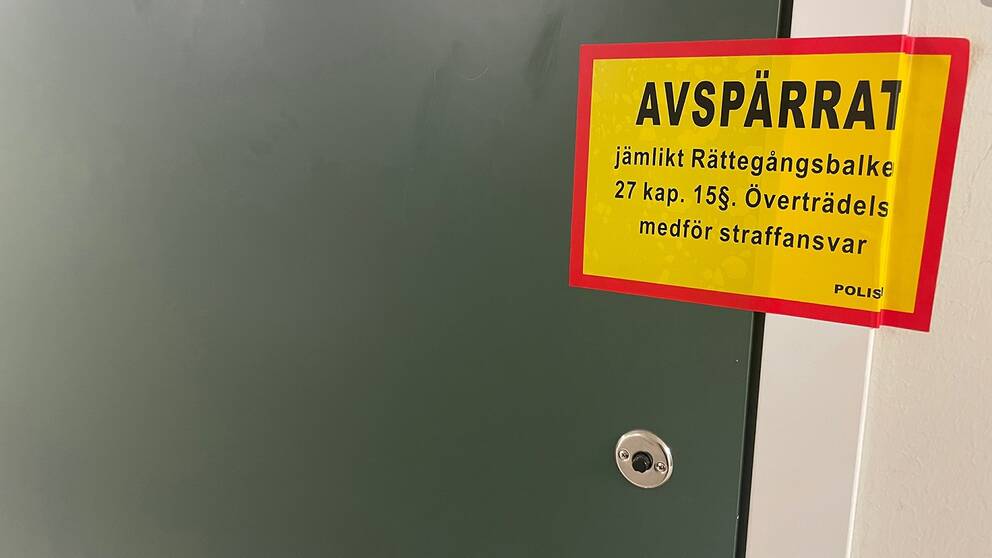 AVSPÄRRAT
jämlikt Rättegångsbalke
27 kap. 15§. Överträdels
medför straffansvar
POLIS